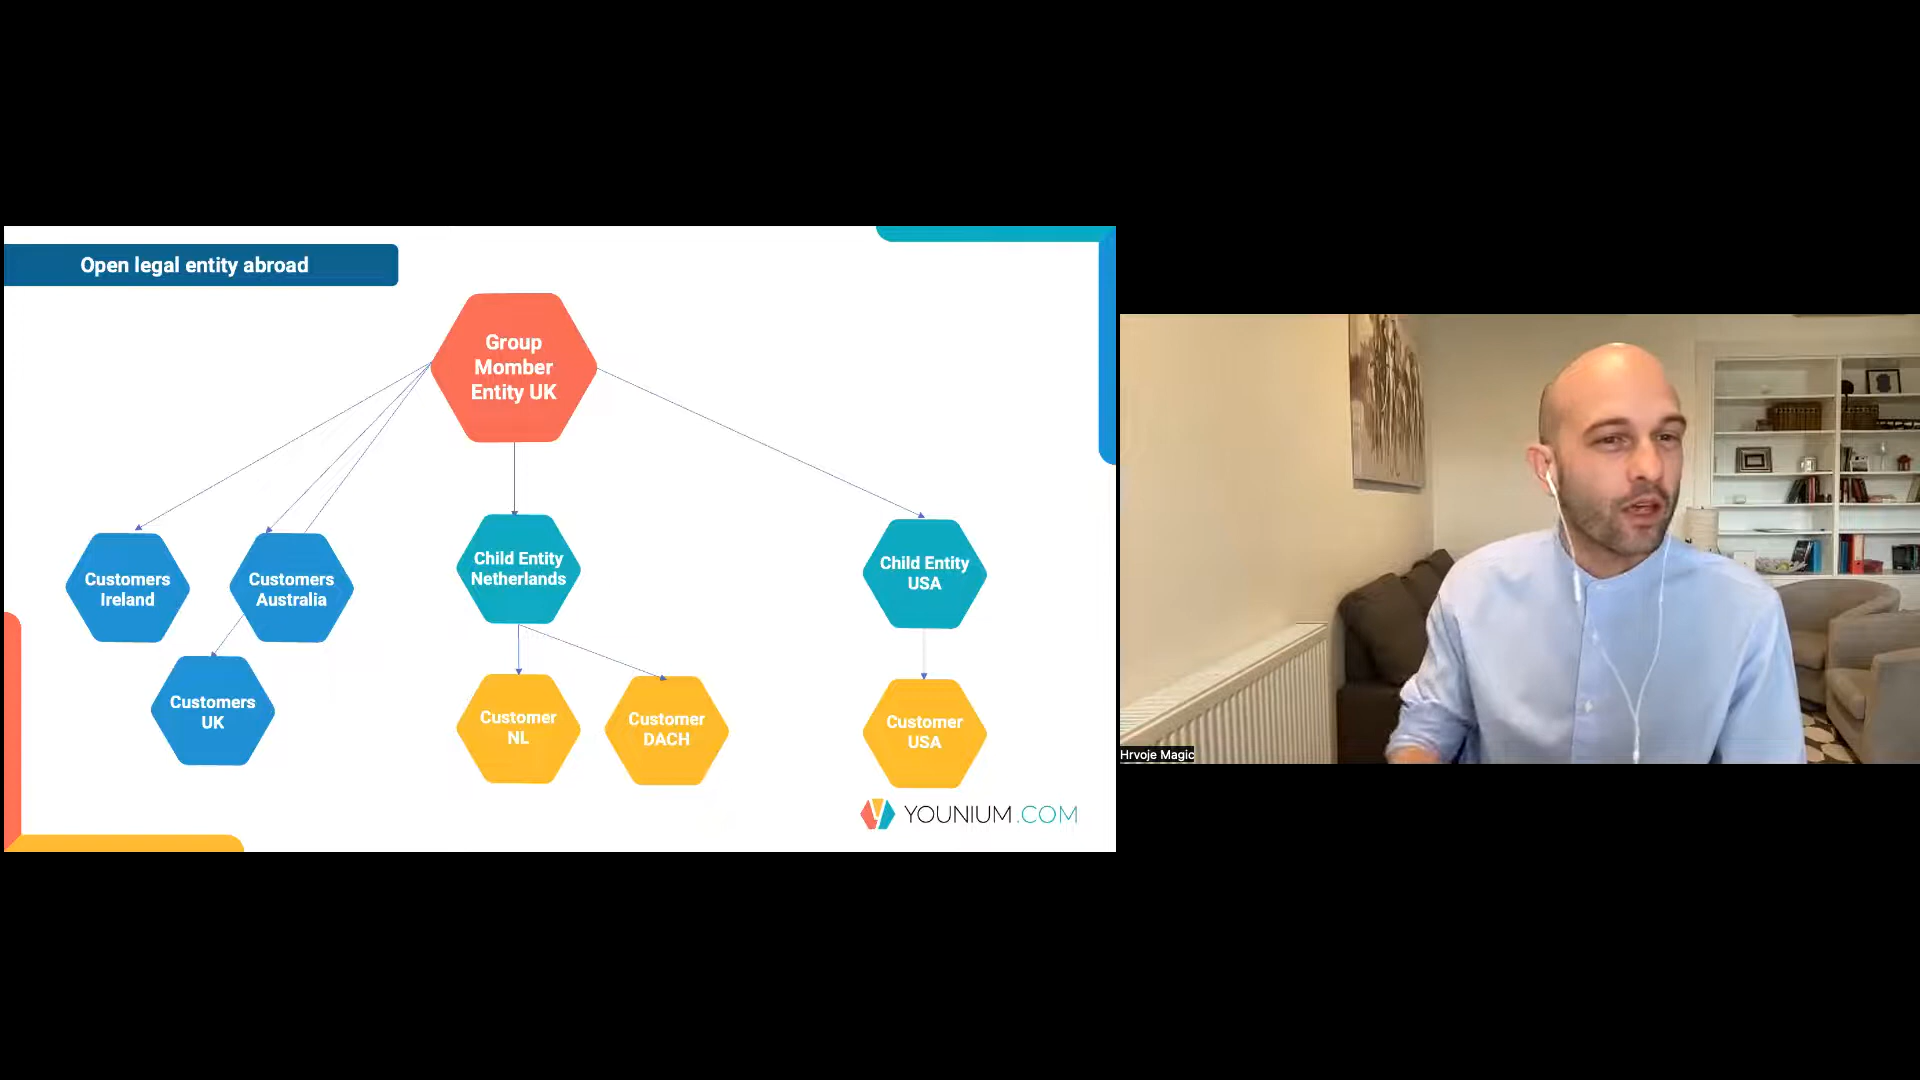 Open legal entity abroad
Group
Momber
Entity UK
Customers
Ireland
Customers
Australia
Child Entity
Netherlands
Child Entity
USA
Customers
UK
Customer
NL
Customer
DACH
Customer
USA
YOUNIUM.COM
Hrvoje Magic